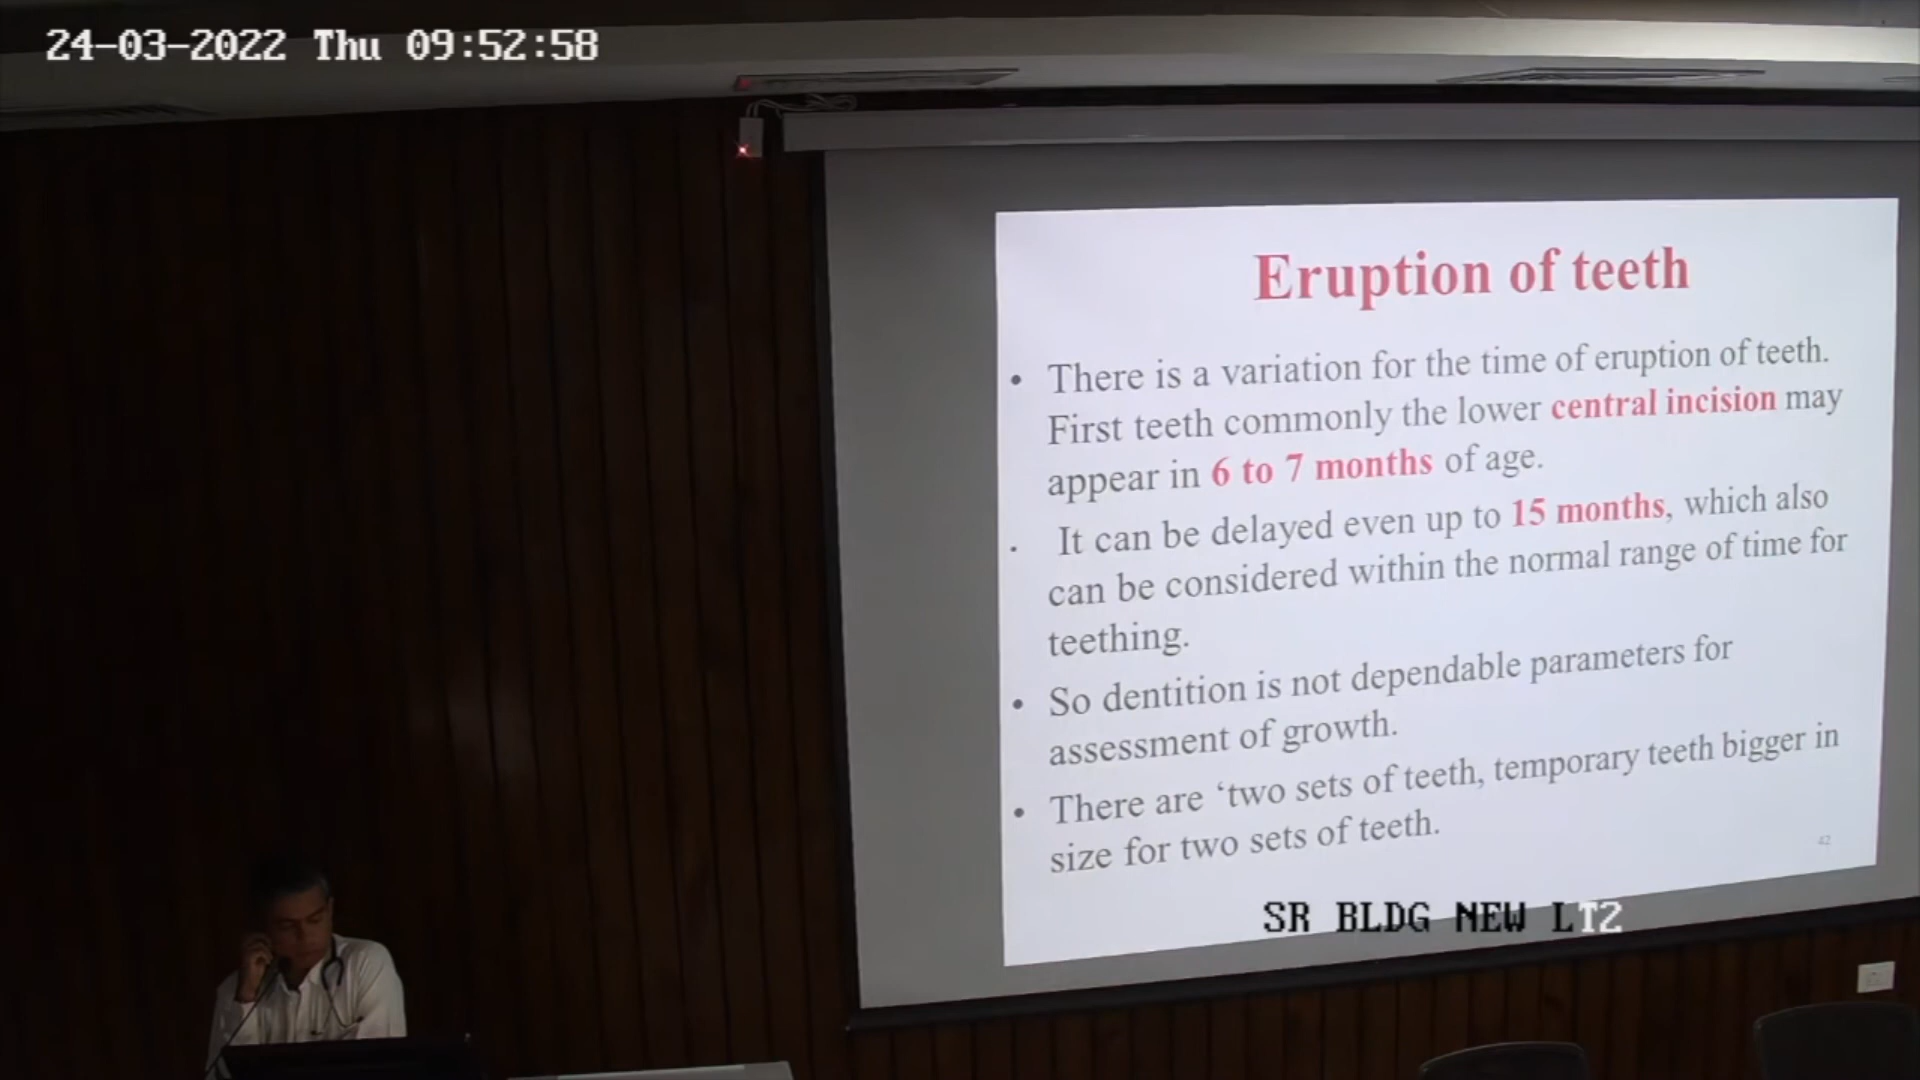 24-03-2022 Thu 09:52:58
Eruption of teeth
• There is a variation for the time of eruption of teeth.
First teeth commonly the lower central incision may
appear in 6 to 7 months of age.
• It can be delayed even up to 15 months, which also
can be considered within the normal range of time for
teething.
• So dentition is not dependable parameters for
assessment of growth.
• There are ‘two sets of teeth, temporary teeth bigger in
size for two sets of teeth.
42
SR BLDG NEW LT2